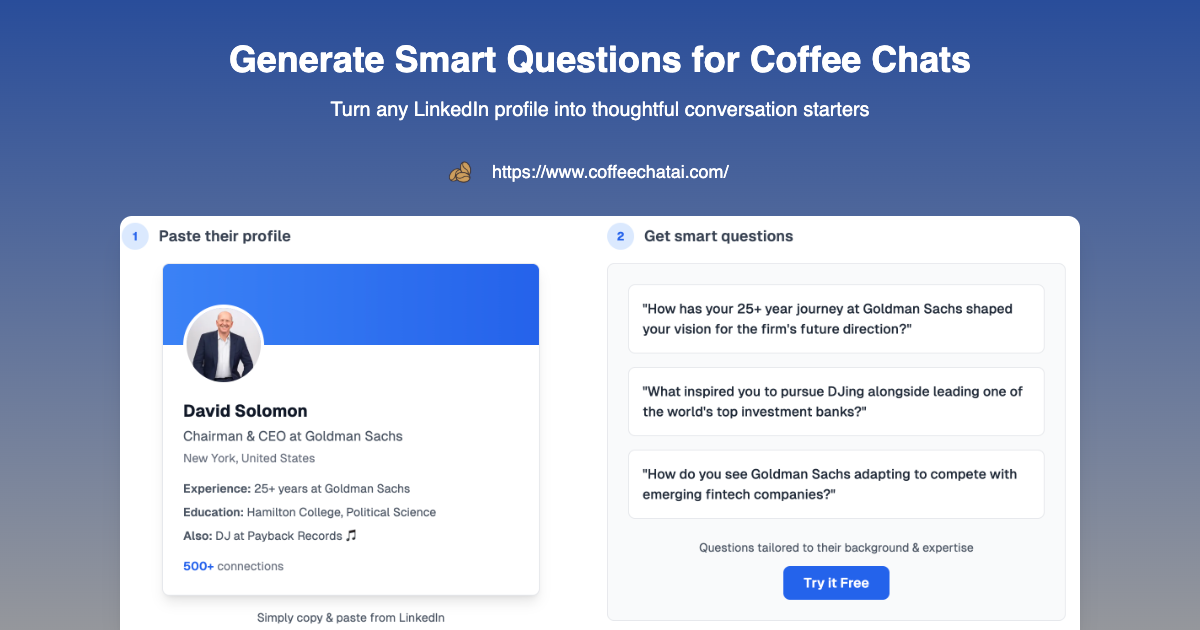 Generate Smart Questions for Coffee Chats
Turn any LinkedIn profile into thoughtful conversation starters
https://www.coffeechatai.com/
1 Paste their profile
David Solomon
Chairman & CEO at Goldman Sachs
New York, United States
Experience: 25+ years at Goldman Sachs
Education: Hamilton College, Political Science
Also: DJ at Payback Records 🎵
500+ connections
Simply copy & paste from LinkedIn
2 Get smart questions
"How has your 25+ year journey at Goldman Sachs shaped
your vision for the firm's future direction?"
"What inspired you to pursue DJing alongside leading one of
the world's top investment banks?"
"How do you see Goldman Sachs adapting to compete with
emerging fintech companies?"
Questions tailored to their background & expertise
Try it Free